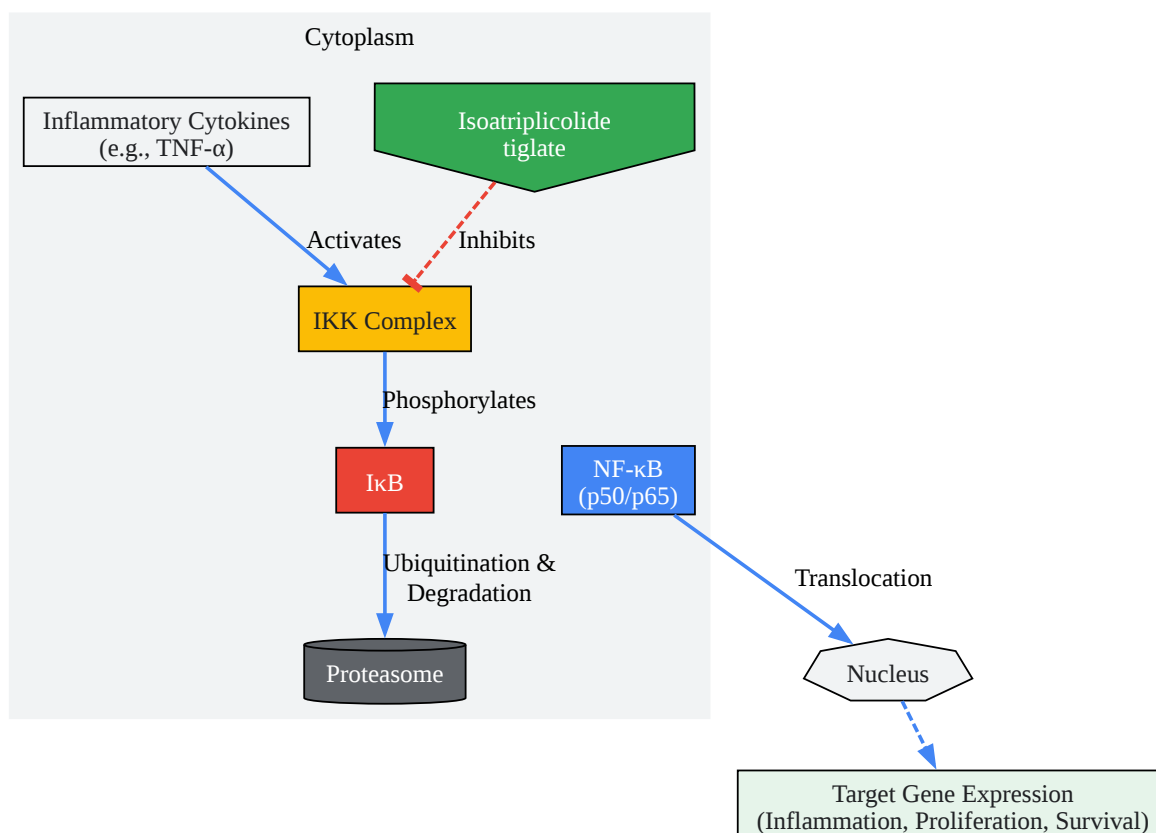 Cytoplasm
Inflammatory Cytokines
(e.g., TNF-α)
Isoatriplicolide
tiglate
Activates
Inhibits
IKK Complex
Phosphorylates
IκB
NF-κB
(p50/p65)
Ubiquitination &
Degradation
Translocation
Proteasome
Nucleus
Target Gene Expression
(Inflammation, Proliferation, Survival)